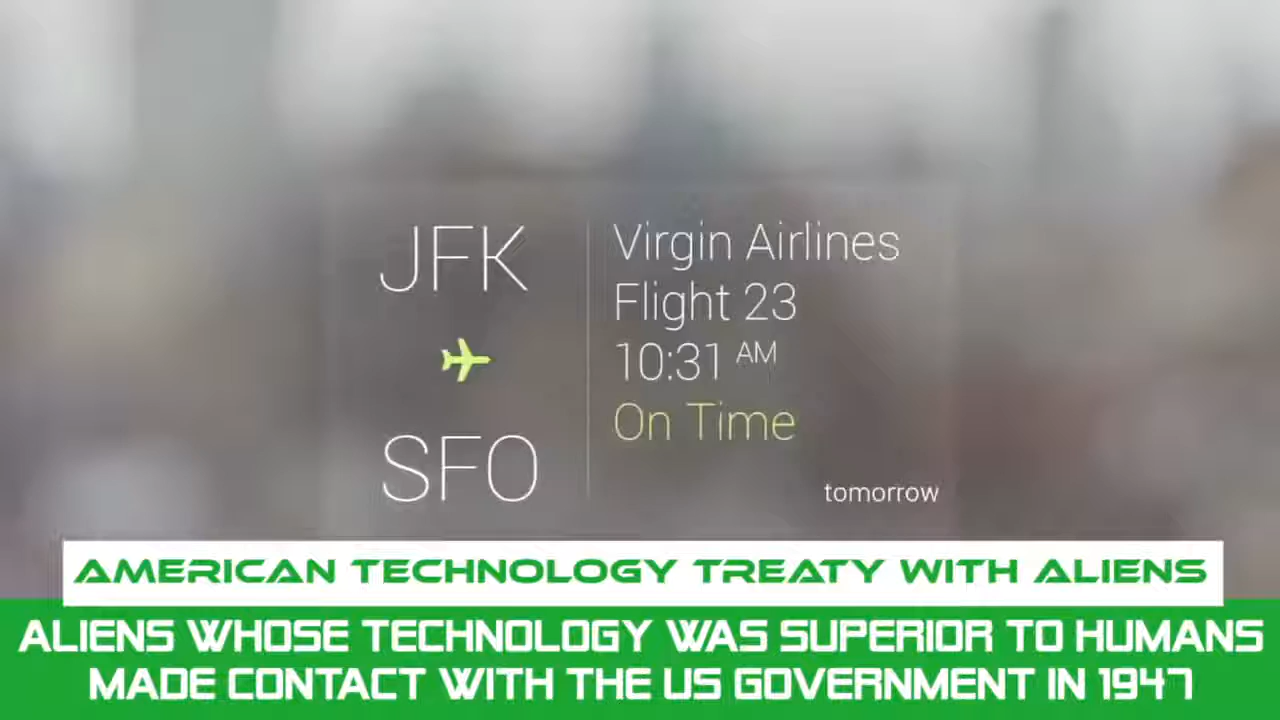 JFK
SFO
Virgin Airlines
Flight 23
10:31 AM
On Time
tomorrow
AMERICAN TECHNOLOGY TREATY WITH ALIENS
ALIENS WHOSE TECHNOLOGY WAS SUPERIOR TO HUMANS
MADE CONTACT WITH THE US GOVERNMENT IN 1947